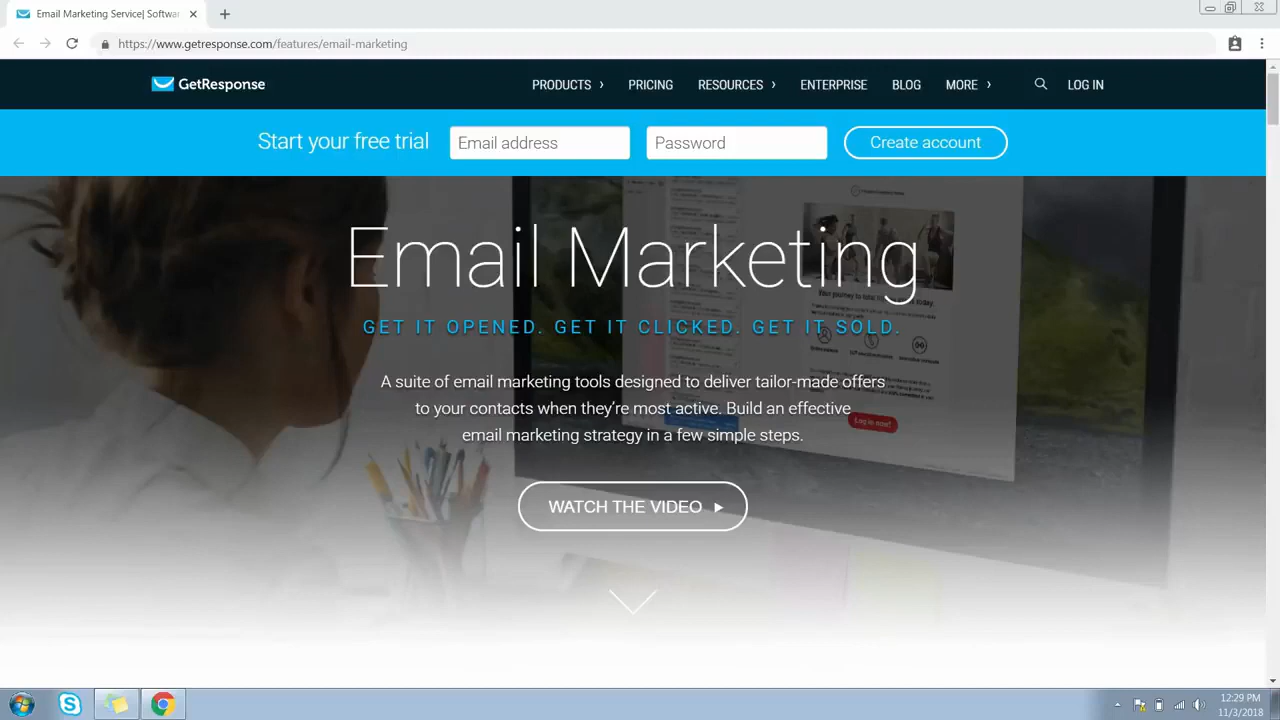 Email Marketing Service| Softwar
https://www.getresponse.com/features/email-marketing
GetResponse
PRODUCTS
PRICING
RESOURCES
ENTERPRISE
BLOG
MORE
LOG IN
Start your free trial
Email address
Password
Create account
Email Marketing
GET IT OPENED. GET IT CLICKED. GET IT SOLD.
A suite of email marketing tools designed to deliver tailor-made offers
to your contacts when they're most active. Build an effective
email marketing strategy in a few simple steps.
Log in now!
WATCH THE VIDEO
12:29 PM
11/3/2018